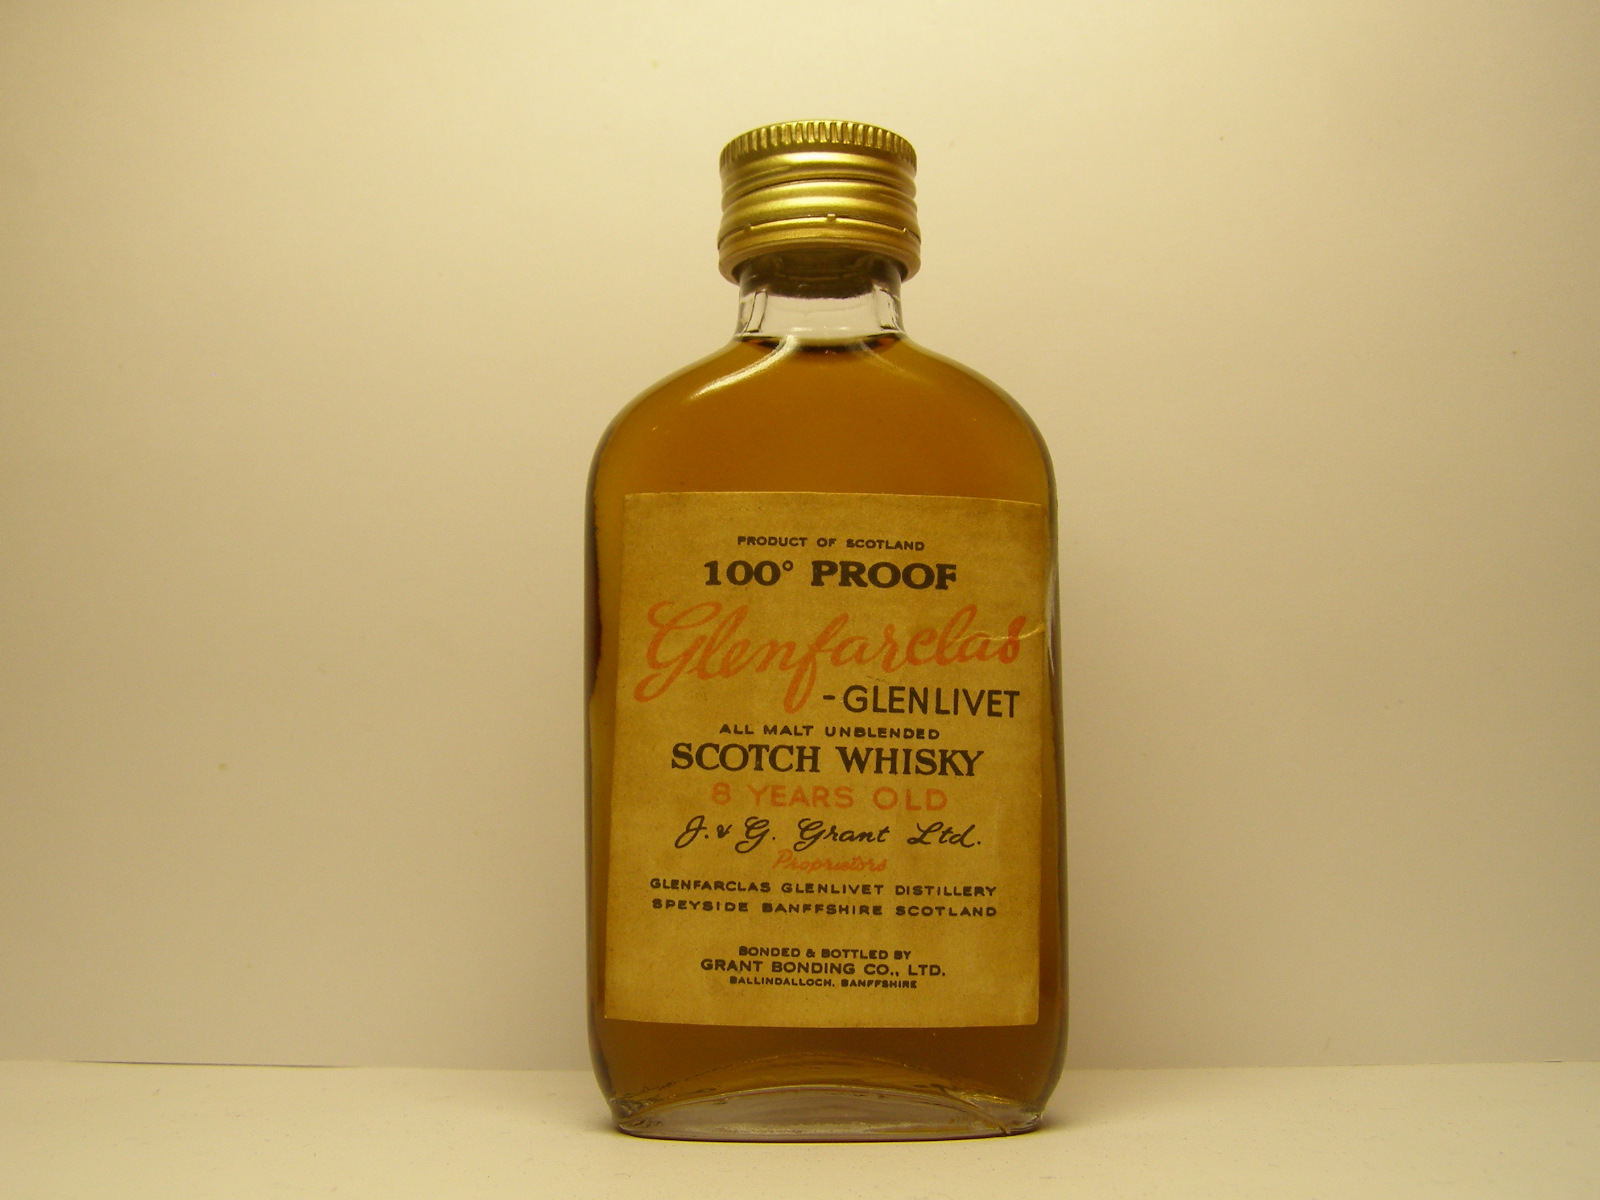 PRODUCT OF SCOTLAND
100° PROOF
Glenfarclas
-GLENLIVET
ALL MALT UNBLENDED
SCOTCH WHISKY
8 YEARS OLD
J. & G. Grant Ltd.
Proprietors
GLENFARCLAS GLENLIVET DISTILLERY
SPEYSIDE BANFFSHIRE SCOTLAND
BONDED & BOTTLED BY
GRANT BONDING CO., LTD.
BALLINDALLOCH, BANFFSHIRE